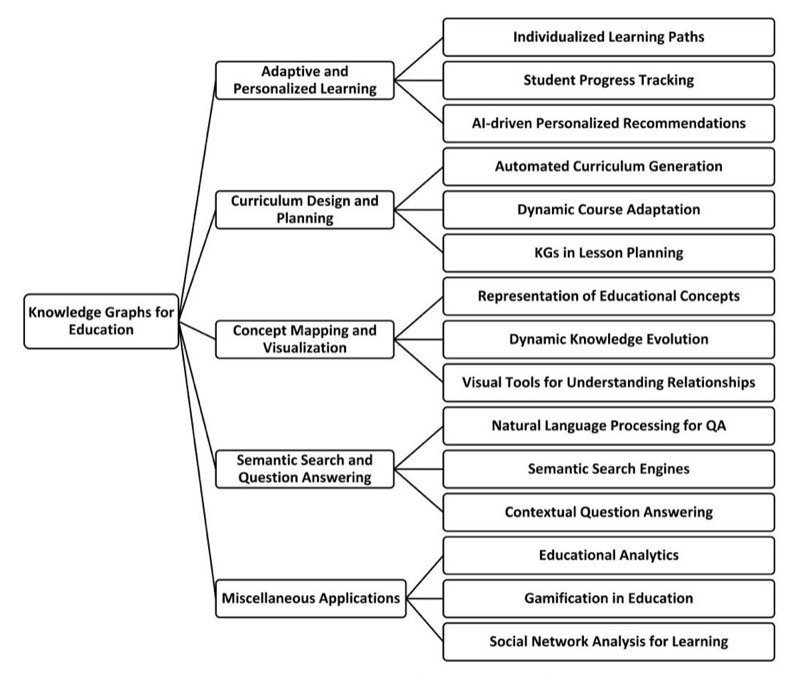 Knowledge Graphs for
Education
Adaptive and
Personalized Learning
Individualized Learning Paths
Student Progress Tracking
AI-driven Personalized Recommendations
Curriculum Design and
Planning
Automated Curriculum Generation
Dynamic Course Adaptation
KGs in Lesson Planning
Concept Mapping and
Visualization
Representation of Educational Concepts
Dynamic Knowledge Evolution
Visual Tools for Understanding Relationships
Semantic Search and
Question Answering
Natural Language Processing for QA
Semantic Search Engines
Contextual Question Answering
Miscellaneous Applications
Educational Analytics
Gamification in Education
Social Network Analysis for Learning